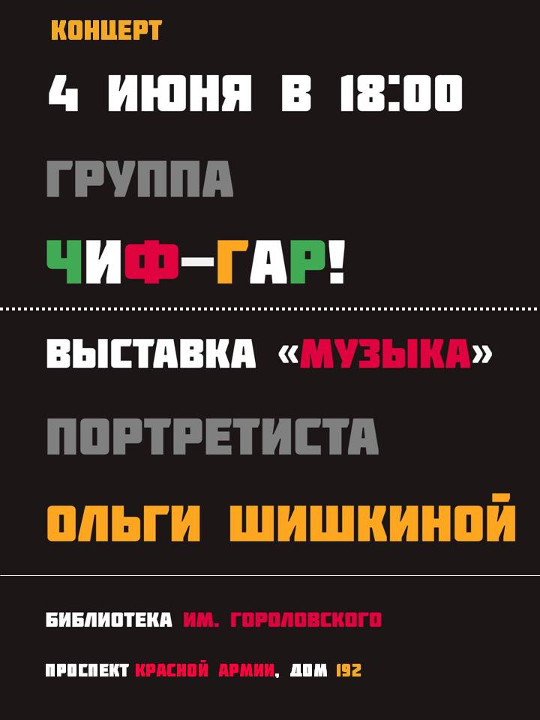 КОНЦЕРТ
4 ИЮНЯ В 18:00
ГРУППА
ЧИФ-ГАР!
ВЫСТАВКА «МУЗЫКА»
ПОРТРЕТИСТА
ОЛЬГИ ШИШКИНОЙ
БИБЛИОТЕКА ИМ. ГОРОЛОВСКОГО
ПРОСПЕКТ КРАСНОЙ АРМИИ, ДОМ 192